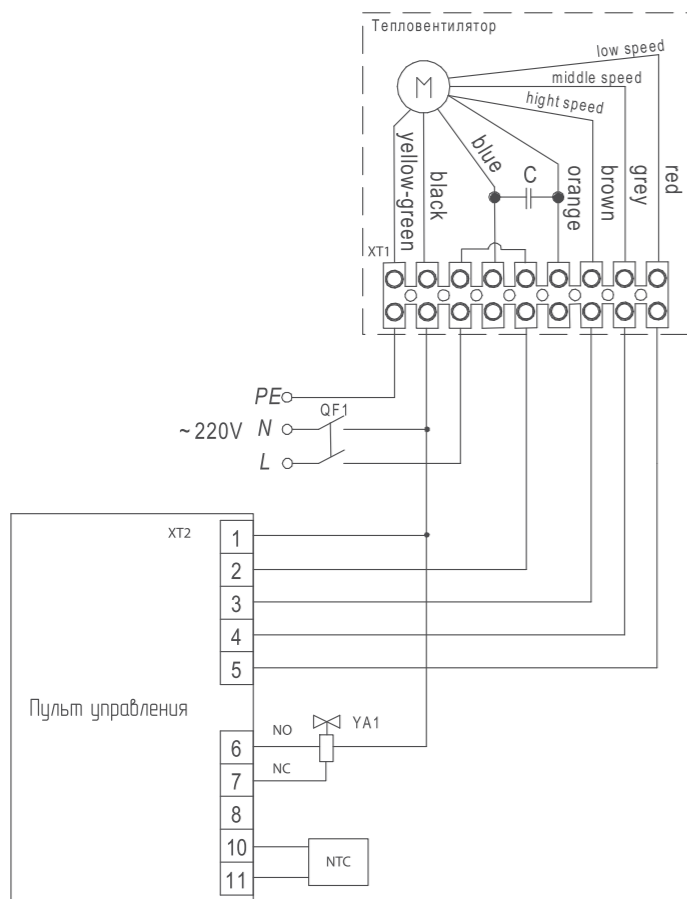 Тепловентилятор
low speed
middle speed
hight speed
M
yellow-green
black
blue
C
orange
brown
grey
red
XT1
PE
QF1
~220V N
L
XT2
1
2
3
4
5
Пульт управления
6
NO
YA1
7
NC
8
10
NTC
11